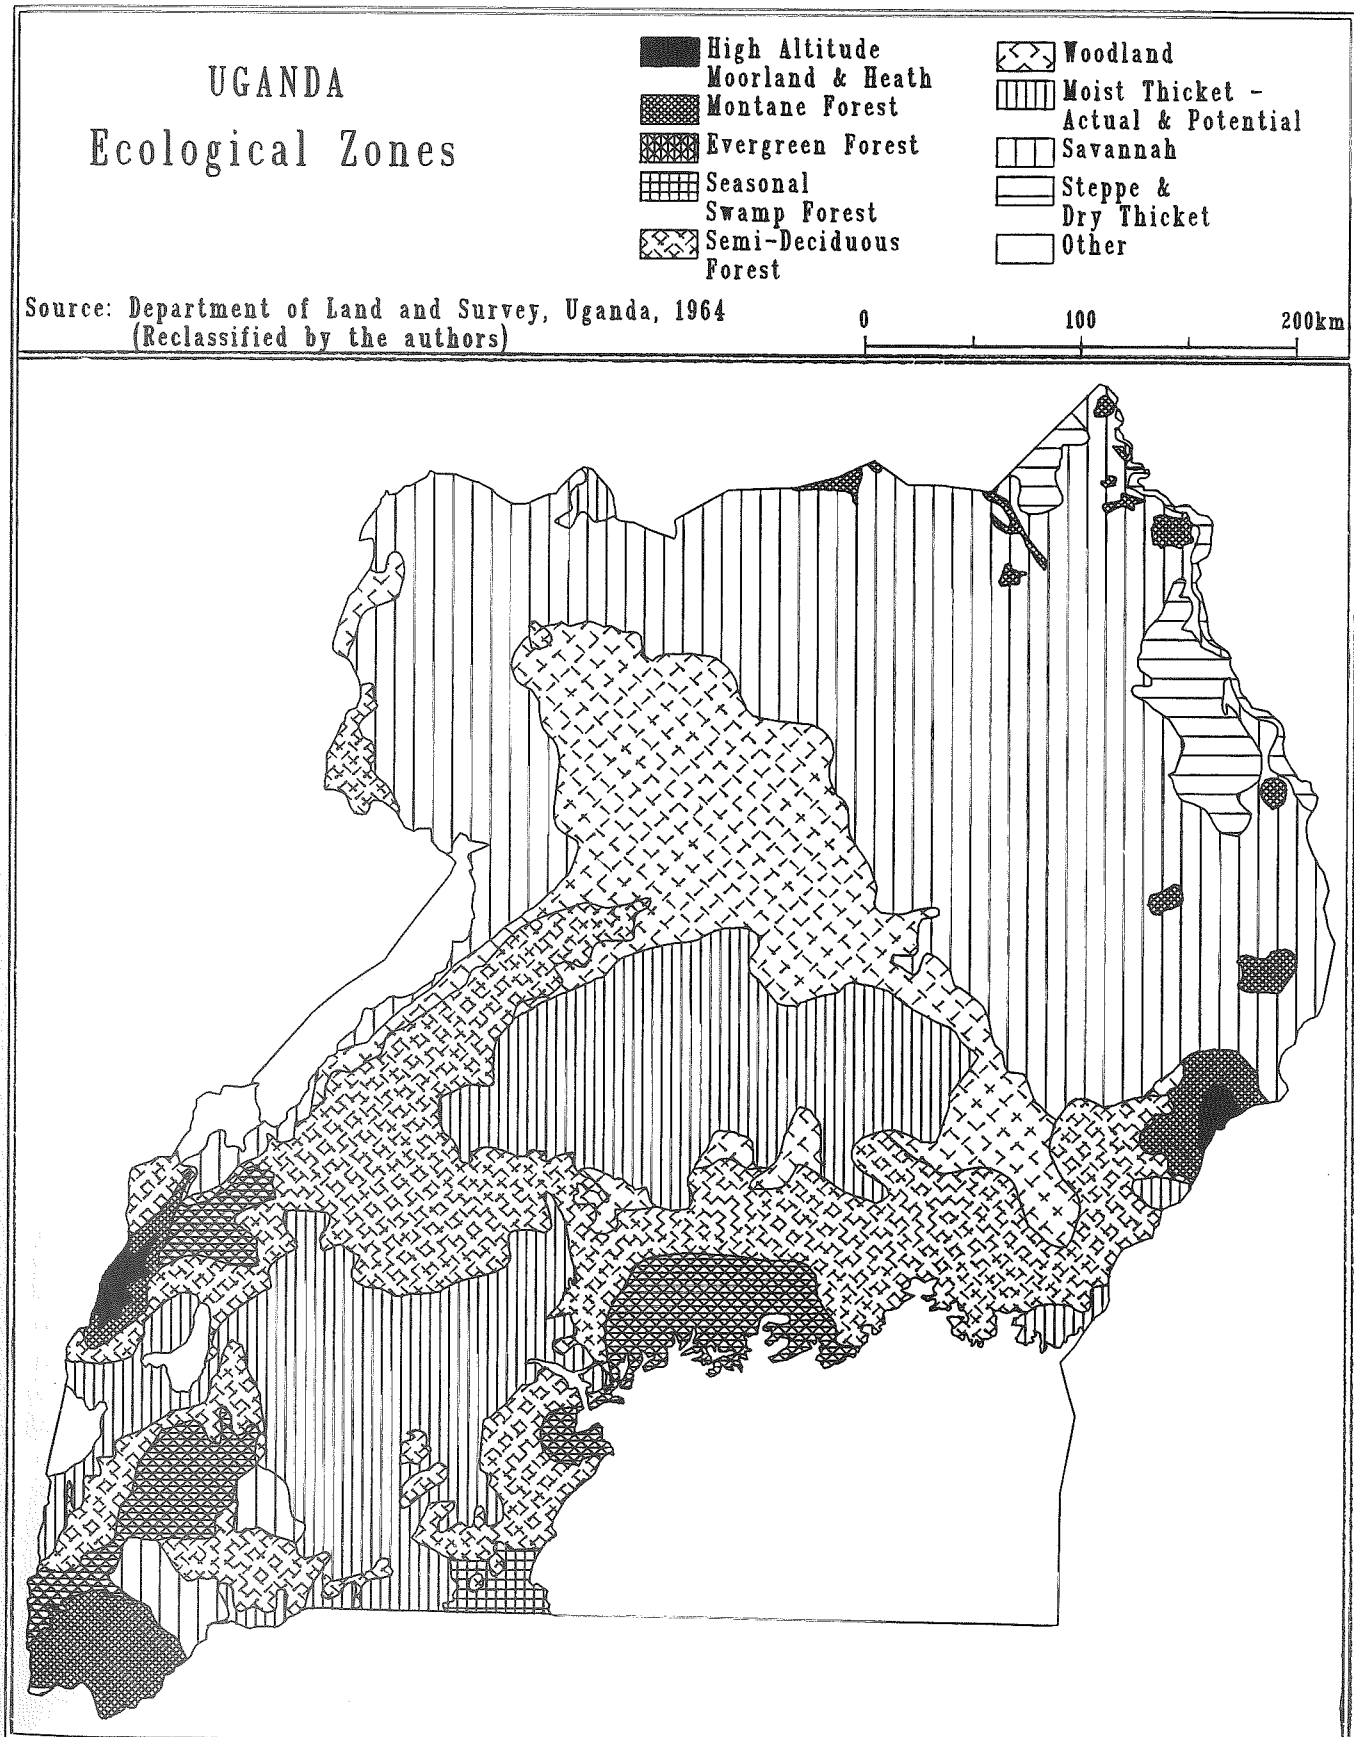 UGANDA
Ecological Zones
High Altitude
Moorland & Heath
Montane Forest
Evergreen Forest
Seasonal
Swamp Forest
Semi-Deciduous
Forest
Woodland
Moist Thicket -
Actual & Potential
Savannah
Steppe &
Dry Thicket
Other
Source: Department of Land and Survey, Uganda, 1964
(Reclassified by the authors)
0 100 200km